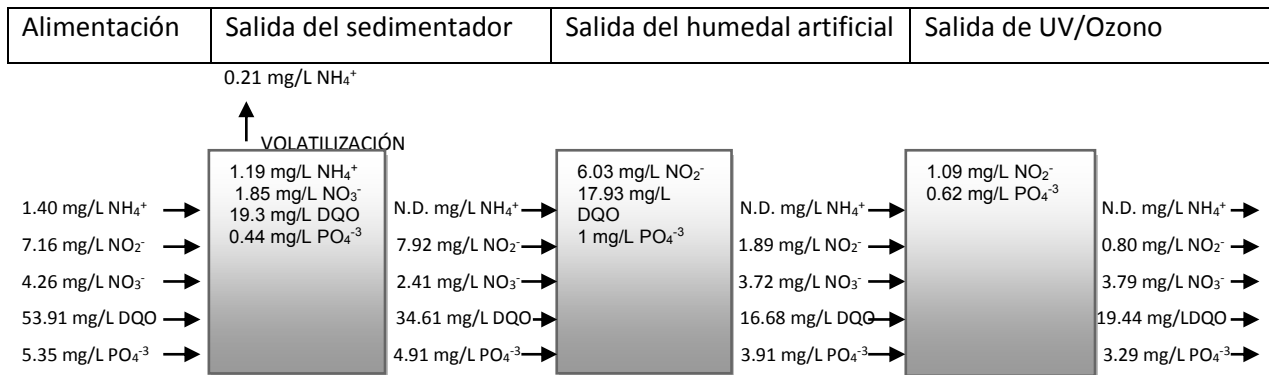 Alimentación
Salida del sedimentador
Salida del humedal artificial
Salida de UV/Ozono
0.21 mg/L NH₄⁺
VOLATILIZACIÓN
1.40 mg/L NH₄⁺
7.16 mg/L NO₂⁻
4.26 mg/L NO₃⁻
53.91 mg/L DQO
5.35 mg/L PO₄⁻³
1.19 mg/L NH₄⁺
1.85 mg/L NO₃⁻
19.3 mg/L DQO
0.44 mg/L PO₄⁻³
N.D. mg/L NH₄⁺
7.92 mg/L NO₂⁻
2.41 mg/L NO₃⁻
34.61 mg/L DQO
4.91 mg/L PO₄⁻³
6.03 mg/L NO₂⁻
17.93 mg/L
DQO
1 mg/L PO₄⁻³
N.D. mg/L NH₄⁺
1.89 mg/L NO₂⁻
3.72 mg/L NO₃⁻
16.68 mg/L DQO
3.91 mg/L PO₄⁻³
1.09 mg/L NO₂⁻
0.62 mg/L PO₄⁻³
N.D. mg/L NH₄⁺
0.80 mg/L NO₂⁻
3.79 mg/L NO₃⁻
19.44 mg/LDQO
3.29 mg/L PO₄⁻³